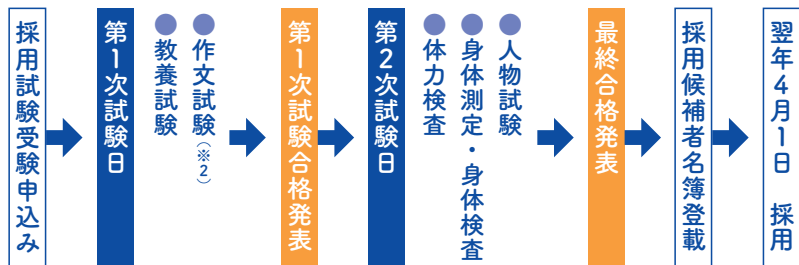 採用試験受験申込み
第1次試験日
●教養試験
●作文試験(※2)
第1次試験合格発表
第2次試験日
●体力検査
●身体測定・身体検査
●人物試験
最終合格発表
採用候補者名簿登載
翌年4月1日 採用